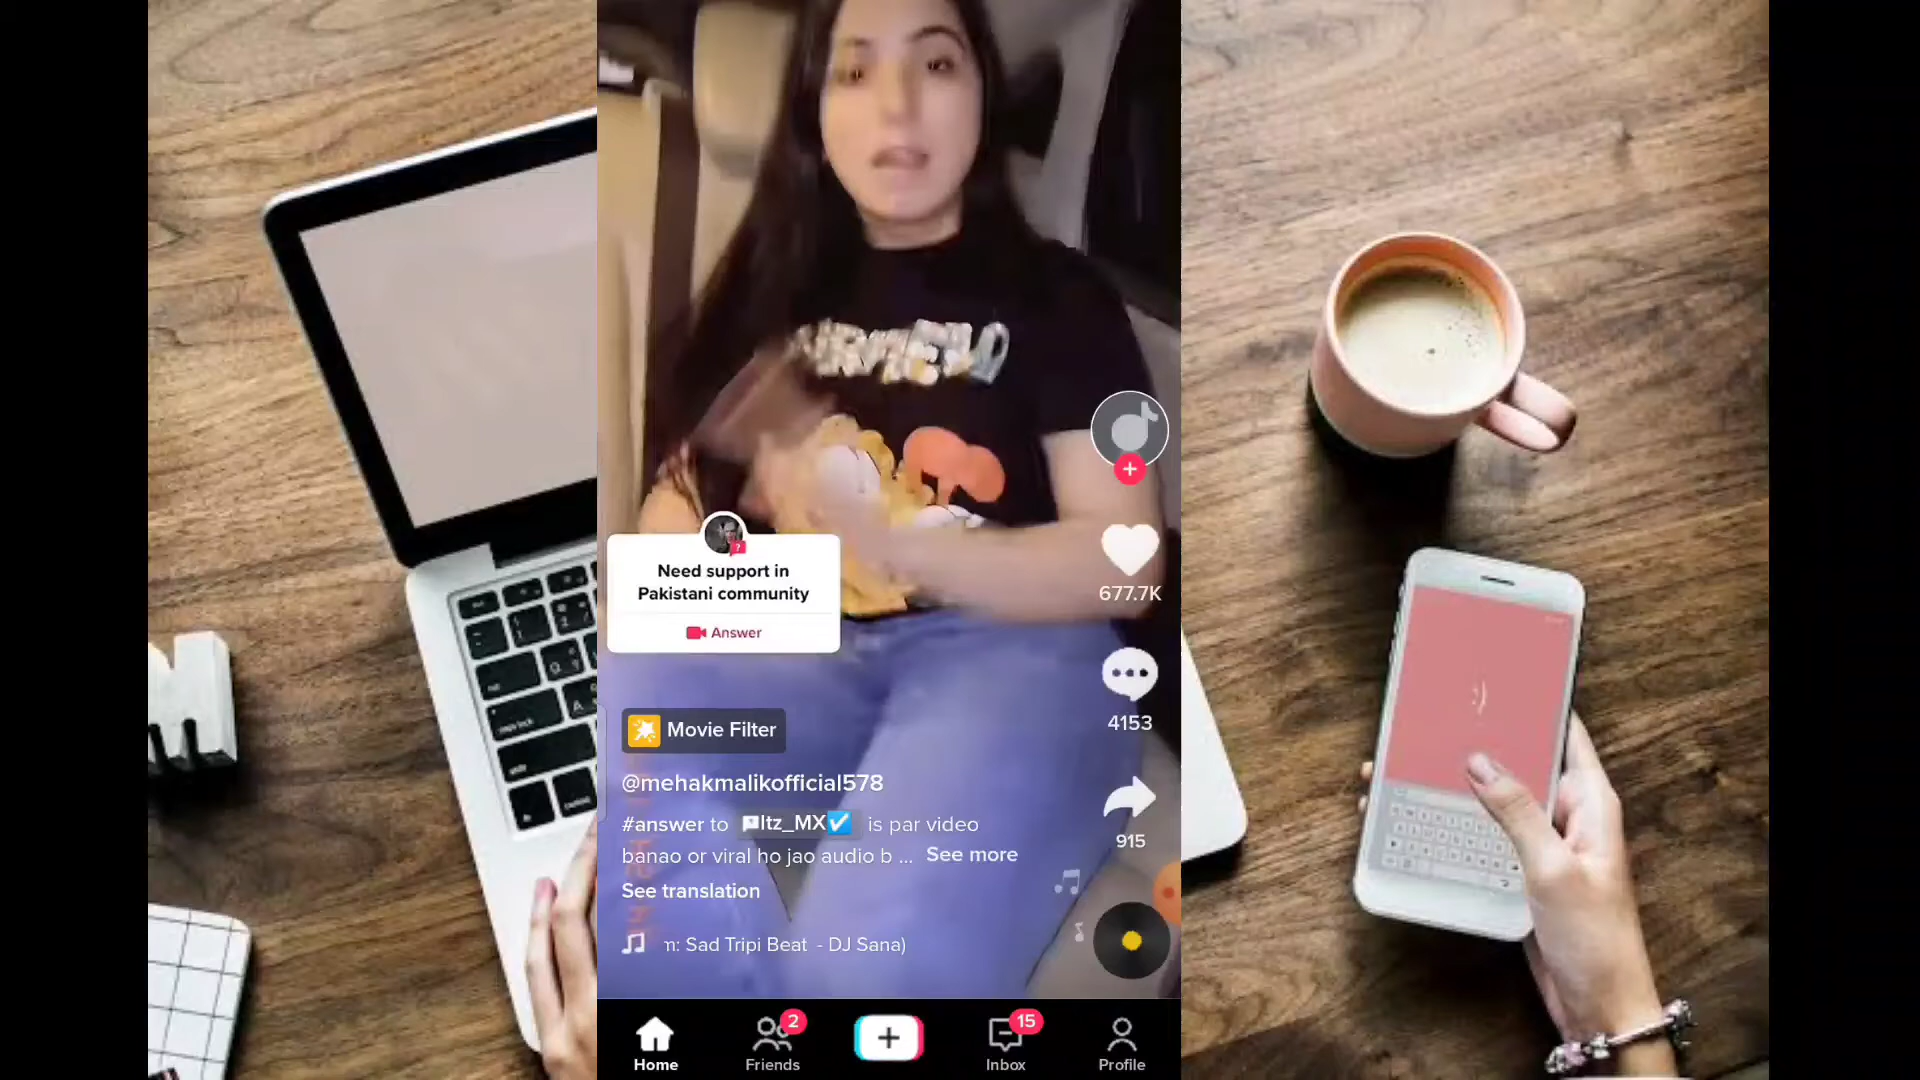 Need support in
Pakistani community
Answer
677.7K
4153
Movie Filter
@mehakmalikofficial578
#answer to Itz_MX is par video
banao or viral ho jao audio b ... See more
915
See translation
m: Sad Tripi Beat - DJ Sana)
Home
2
Friends
15
Inbox
Profile
:)